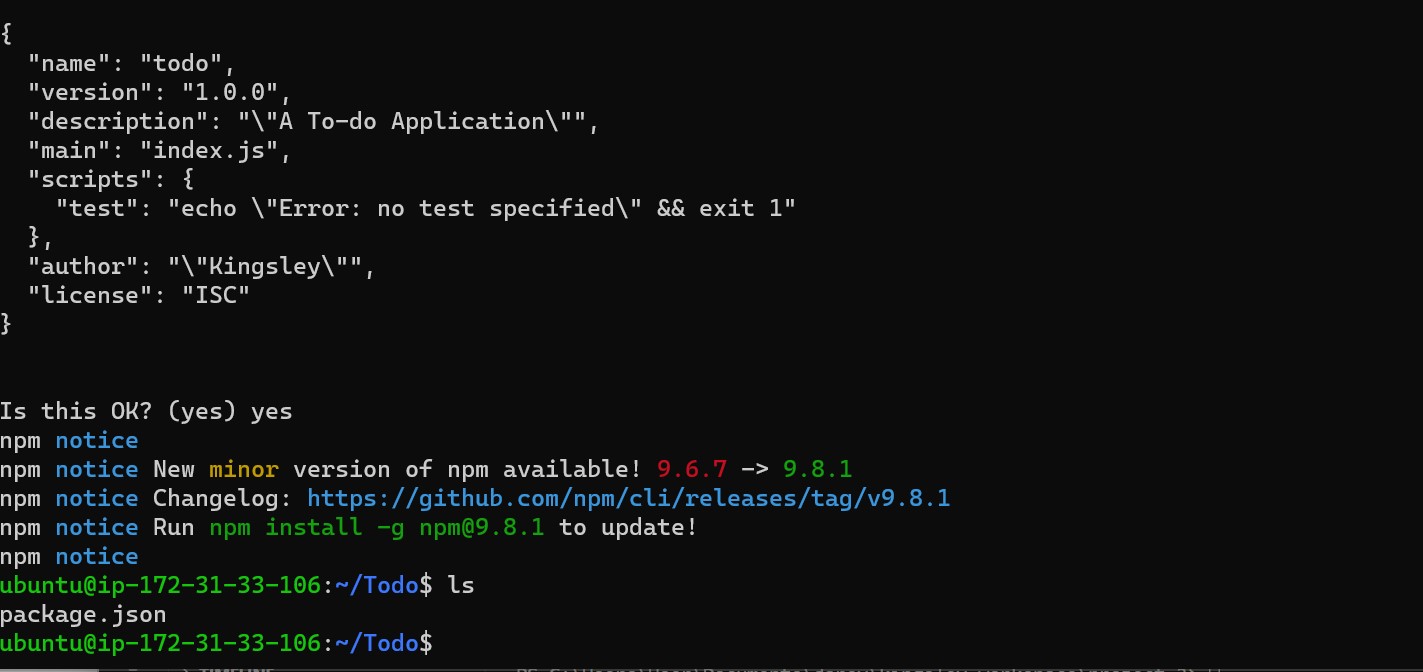 {
  "name": "todo",
  "version": "1.0.0",
  "description": "\"A To-do Application\"",
  "main": "index.js",
  "scripts": {
    "test": "echo \"Error: no test specified\" && exit 1"
  },
  "author": "\"Kingsley\"",
  "license": "ISC"
}
Is this OK? (yes) yes
npm notice
npm notice New minor version of npm available! 9.6.7 -> 9.8.1
npm notice Changelog: https://github.com/npm/cli/releases/tag/v9.8.1
npm notice Run npm install -g npm@9.8.1 to update!
npm notice
ubuntu@ip-172-31-33-106:~/Todo$ ls
package.json
ubuntu@ip-172-31-33-106:~/Todo$